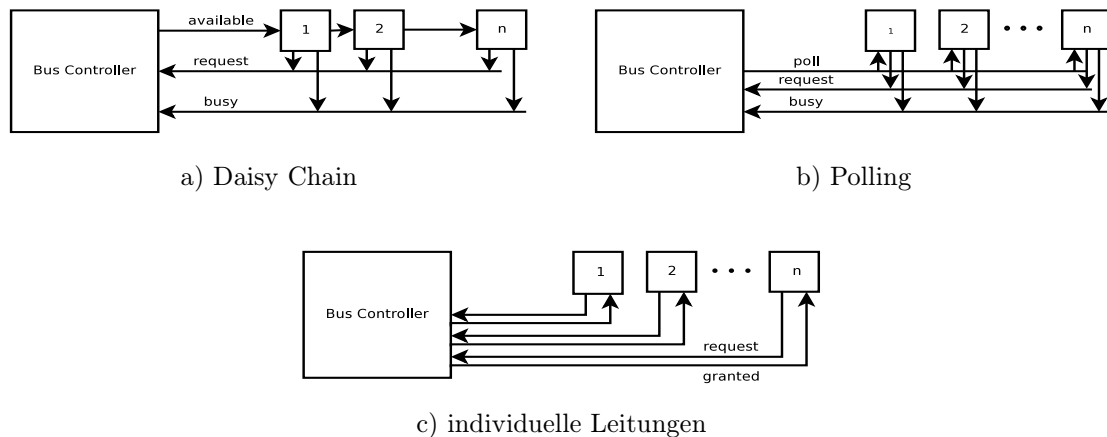 available
1
2
n
request
Bus Controller
busy
a) Daisy Chain
1
2
n
Bus Controller
poll
request
busy
b) Polling
1
2
n
Bus Controller
request
granted
c) individuelle Leitungen